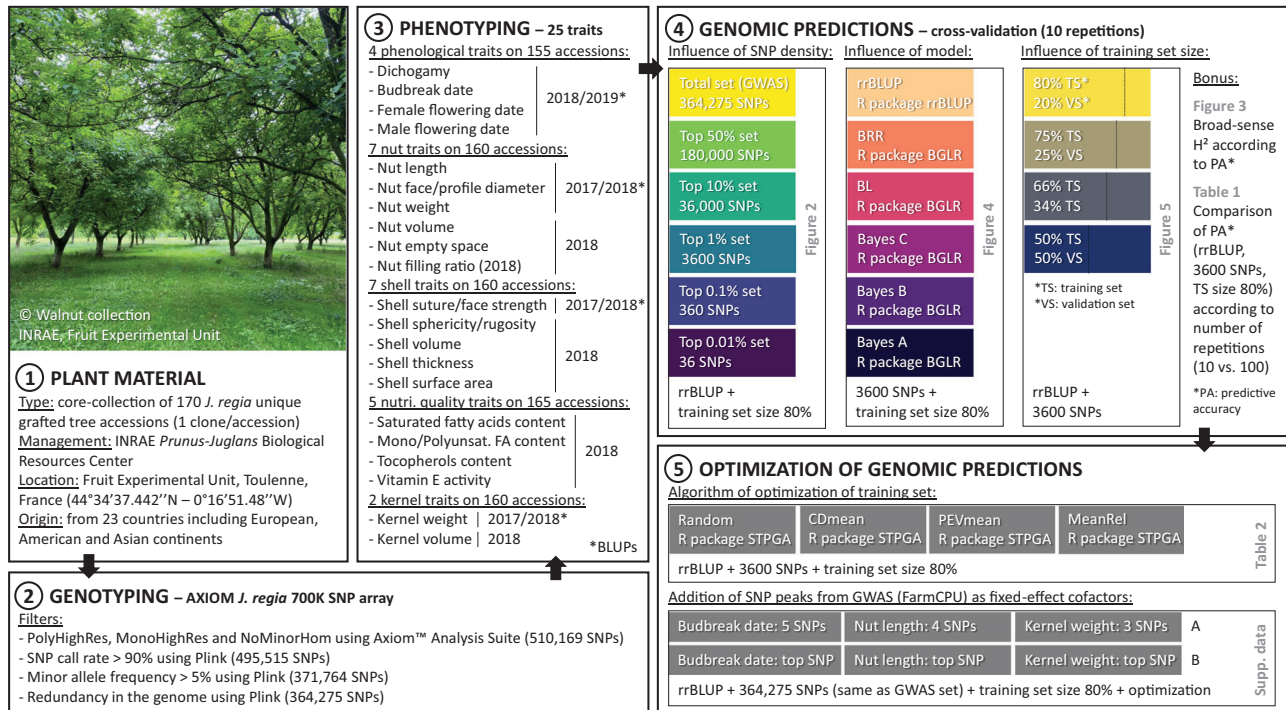 © Walnut collection
INRAE, Fruit Experimental Unit
1 PLANT MATERIAL
Type: core-collection of 170 J. regia unique
grafted tree accessions (1 clone/accession)
Management: INRAE Prunus-Juglans Biological
Resources Center
Location: Fruit Experimental Unit, Toulenne,
France (44°34’37.442’’N – 0°16’51.48’’W)
Origin: from 23 countries including European,
American and Asian continents
2 GENOTYPING – AXIOM J. regia 700K SNP array
Filters:
- PolyHighRes, MonoHighRes and NoMinorHom using Axiom™ Analysis Suite (510,169 SNPs)
- SNP call rate > 90% using Plink (495,515 SNPs)
- Minor allele frequency > 5% using Plink (371,764 SNPs)
- Redundancy in the genome using Plink (364,275 SNPs)
3 PHENOTYPING – 25 traits
4 phenological traits on 155 accessions:
- Dichogamy
- Budbreak date
- Female flowering date
- Male flowering date
2018/2019*
7 nut traits on 160 accessions:
- Nut length
- Nut face/profile diameter
- Nut weight
2017/2018*
- Nut volume
- Nut empty space
- Nut filling ratio (2018)
2018
7 shell traits on 160 accessions:
- Shell suture/face strength
2017/2018*
- Shell sphericity/rugosity
- Shell volume
- Shell thickness
- Shell surface area
2018
5 nutri. quality traits on 165 accessions:
- Saturated fatty acids content
- Mono/Polyunsat. FA content
- Tocopherols content
- Vitamin E activity
2018
2 kernel traits on 160 accessions:
- Kernel weight | 2017/2018*
- Kernel volume | 2018
*BLUPs
4 GENOMIC PREDICTIONS – cross-validation (10 repetitions)
Influence of SNP density:
Total set (GWAS)
364,275 SNPs
Top 50% set
180,000 SNPs
Top 10% set
36,000 SNPs
Top 1% set
3600 SNPs
Top 0.1% set
360 SNPs
Top 0.01% set
36 SNPs
Figure 2
rrBLUP +
training set size 80%
Influence of model:
rrBLUP
R package rrBLUP
BRR
R package BGLR
BL
R package BGLR
Bayes C
R package BGLR
Bayes B
R package BGLR
Bayes A
R package BGLR
Figure 4
3600 SNPs +
training set size 80%
Influence of training set size:
80% TS*
20% VS*
75% TS
25% VS
66% TS
34% TS
50% TS
50% VS
Figure 5
*TS: training set
*VS: validation set
rrBLUP +
3600 SNPs
Bonus:
Figure 3
Broad-sense
H² according
to PA*
Table 1
Comparison
of PA*
(rrBLUP,
3600 SNPs,
TS size 80%)
according to
number of
repetitions
(10 vs. 100)
*PA: predictive
accuracy
5 OPTIMIZATION OF GENOMIC PREDICTIONS
Algorithm of optimization of training set:
Random
R package STPGA
CDmean
R package STPGA
PEVmean
R package STPGA
MeanRel
R package STPGA
Table 2
rrBLUP + 3600 SNPs + training set size 80%
Addition of SNP peaks from GWAS (FarmCPU) as fixed-effect cofactors:
Budbreak date: 5 SNPs
Nut length: 4 SNPs
Kernel weight: 3 SNPs
A
Budbreak date: top SNP
Nut length: top SNP
Kernel weight: top SNP
B
Supp. data
rrBLUP + 364,275 SNPs (same as GWAS set) + training set size 80% + optimization